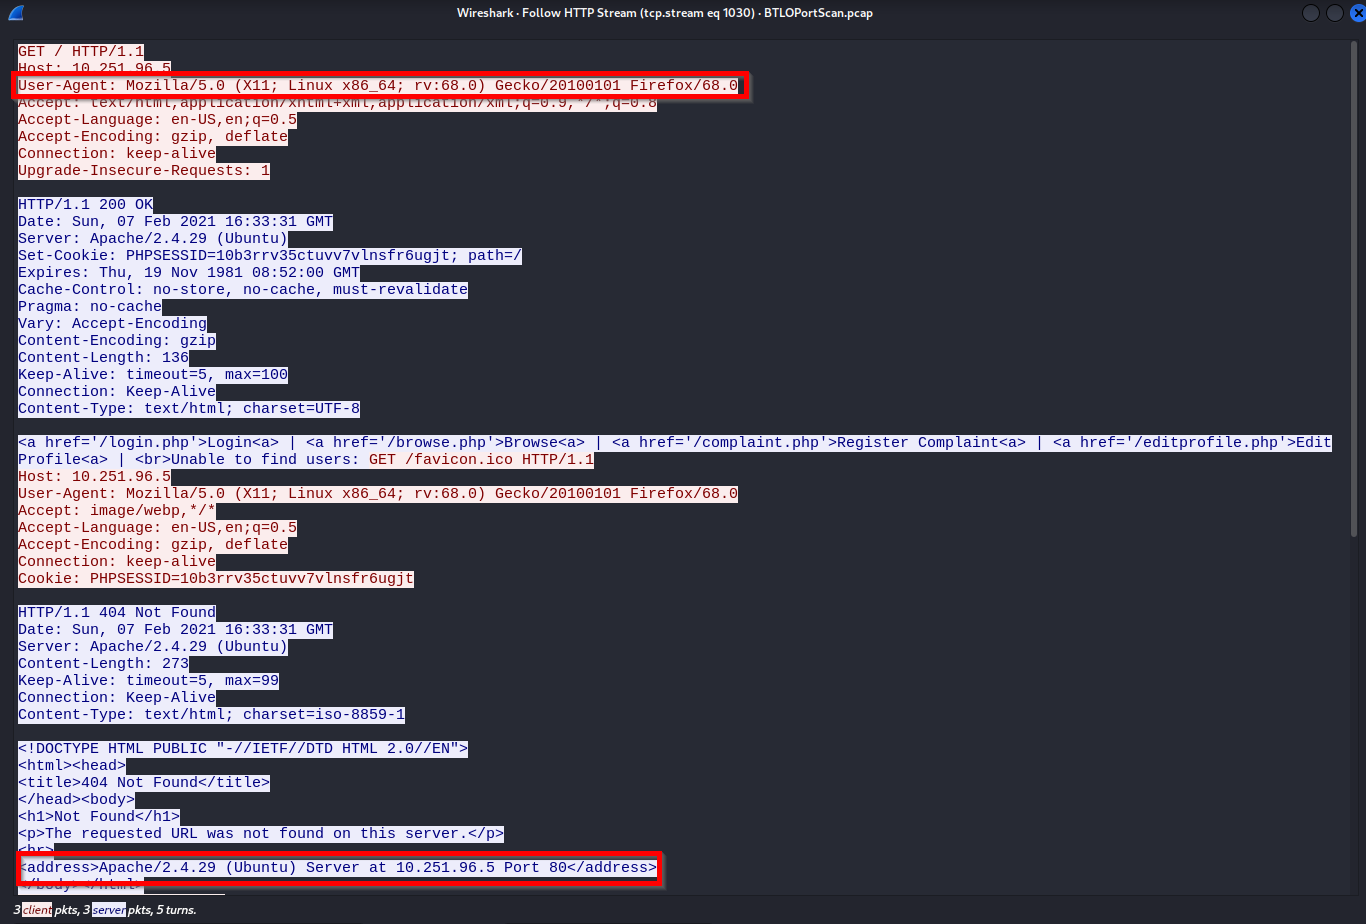 Wireshark · Follow HTTP Stream (tcp.stream eq 1030) · BTLOPortScan.pcap
GET / HTTP/1.1
Host: 10.251.96.5
User-Agent: Mozilla/5.0 (X11; Linux x86_64; rv:68.0) Gecko/20100101 Firefox/68.0
Accept: text/html,application/xhtml+xml,application/xml;q=0.9,*/*;q=0.8
Accept-Language: en-US,en;q=0.5
Accept-Encoding: gzip, deflate
Connection: keep-alive
Upgrade-Insecure-Requests: 1
HTTP/1.1 200 OK
Date: Sun, 07 Feb 2021 16:33:31 GMT
Server: Apache/2.4.29 (Ubuntu)
Set-Cookie: PHPSESSID=10b3rrv35ctuvv7vlnsfr6ugjt; path=/
Expires: Thu, 19 Nov 1981 08:52:00 GMT
Cache-Control: no-store, no-cache, must-revalidate
Pragma: no-cache
Vary: Accept-Encoding
Content-Encoding: gzip
Content-Length: 136
Keep-Alive: timeout=5, max=100
Connection: Keep-Alive
Content-Type: text/html; charset=UTF-8
<a href='/login.php'>Login<a> | <a href='/browse.php'>Browse<a> | <a href='/complaint.php'>Register Complaint<a> | <a href='/editprofile.php'>Edit
Profile<a> | <br>Unable to find users: GET /favicon.ico HTTP/1.1
Host: 10.251.96.5
User-Agent: Mozilla/5.0 (X11; Linux x86_64; rv:68.0) Gecko/20100101 Firefox/68.0
Accept: image/webp,*/*
Accept-Language: en-US,en;q=0.5
Accept-Encoding: gzip, deflate
Connection: keep-alive
Cookie: PHPSESSID=10b3rrv35ctuvv7vlnsfr6ugjt
HTTP/1.1 404 Not Found
Date: Sun, 07 Feb 2021 16:33:31 GMT
Server: Apache/2.4.29 (Ubuntu)
Content-Length: 273
Keep-Alive: timeout=5, max=99
Connection: Keep-Alive
Content-Type: text/html; charset=iso-8859-1
<!DOCTYPE HTML PUBLIC "-//IETF//DTD HTML 2.0//EN">
<html><head>
<title>404 Not Found</title>
</head><body>
<h1>Not Found</h1>
<p>The requested URL was not found on this server.</p>
<hr>
<address>Apache/2.4.29 (Ubuntu) Server at 10.251.96.5 Port 80</address>
</body></html>
3 client pkts, 3 server pkts, 5 turns.